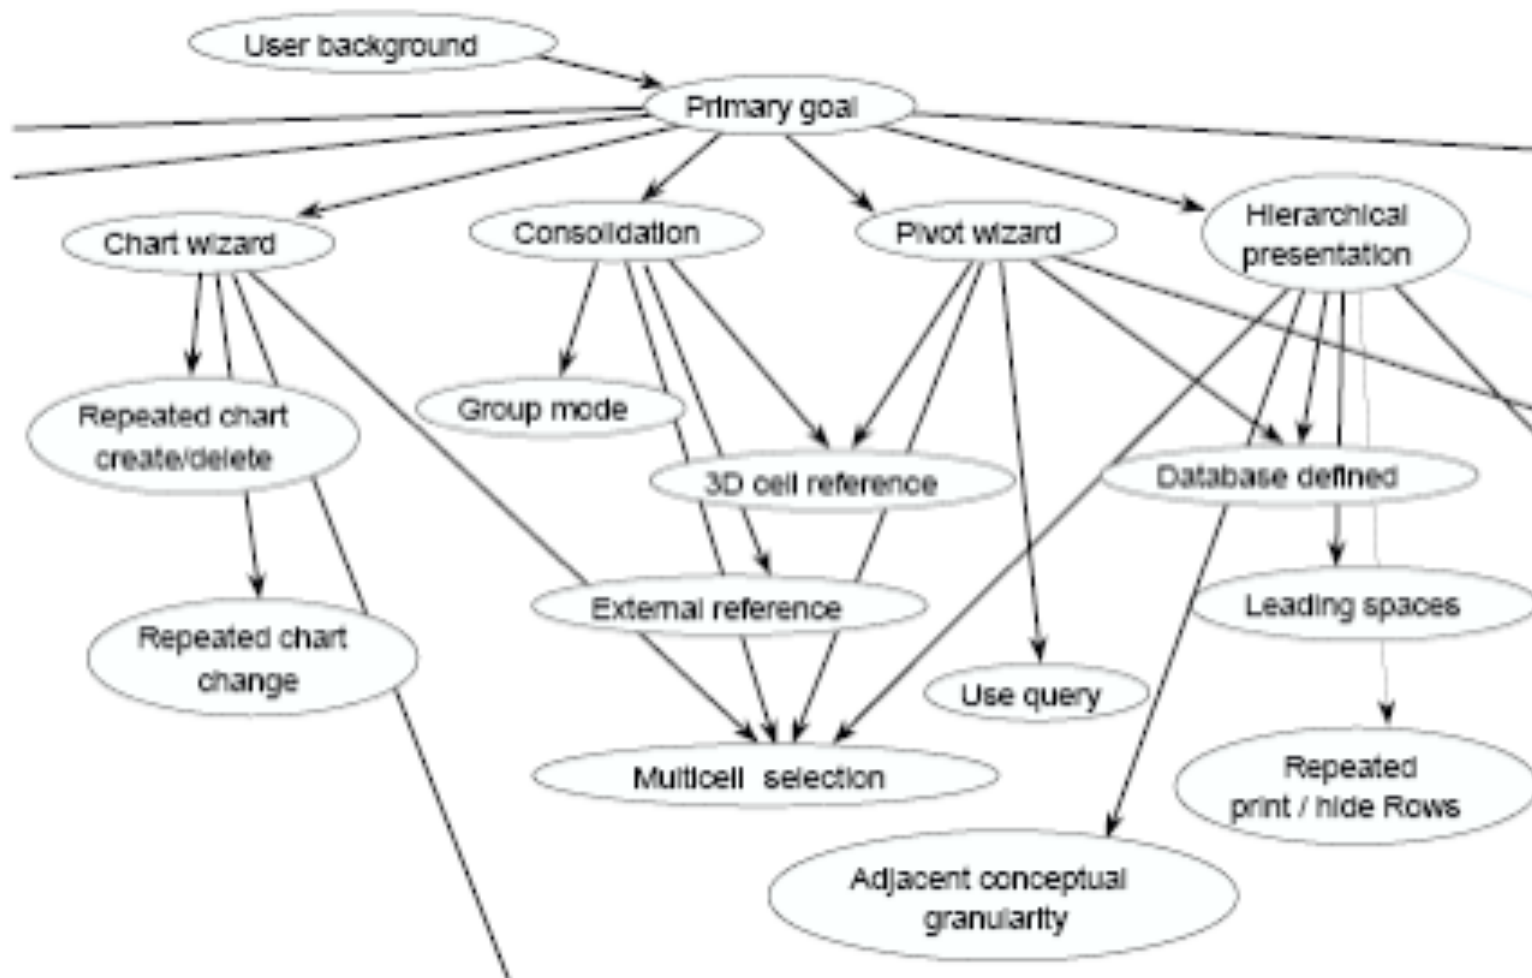 User background
Primary goal
Chart wizard
Consolidation
Pivot wizard
Hierarchical
presentation
Repeated chart
create/delete
Group mode
3D cell reference
Database defined
External reference
Leading spaces
Repeated chart
change
Use query
Multicell selection
Repeated
print / hide Rows
Adjacent conceptual
granularity